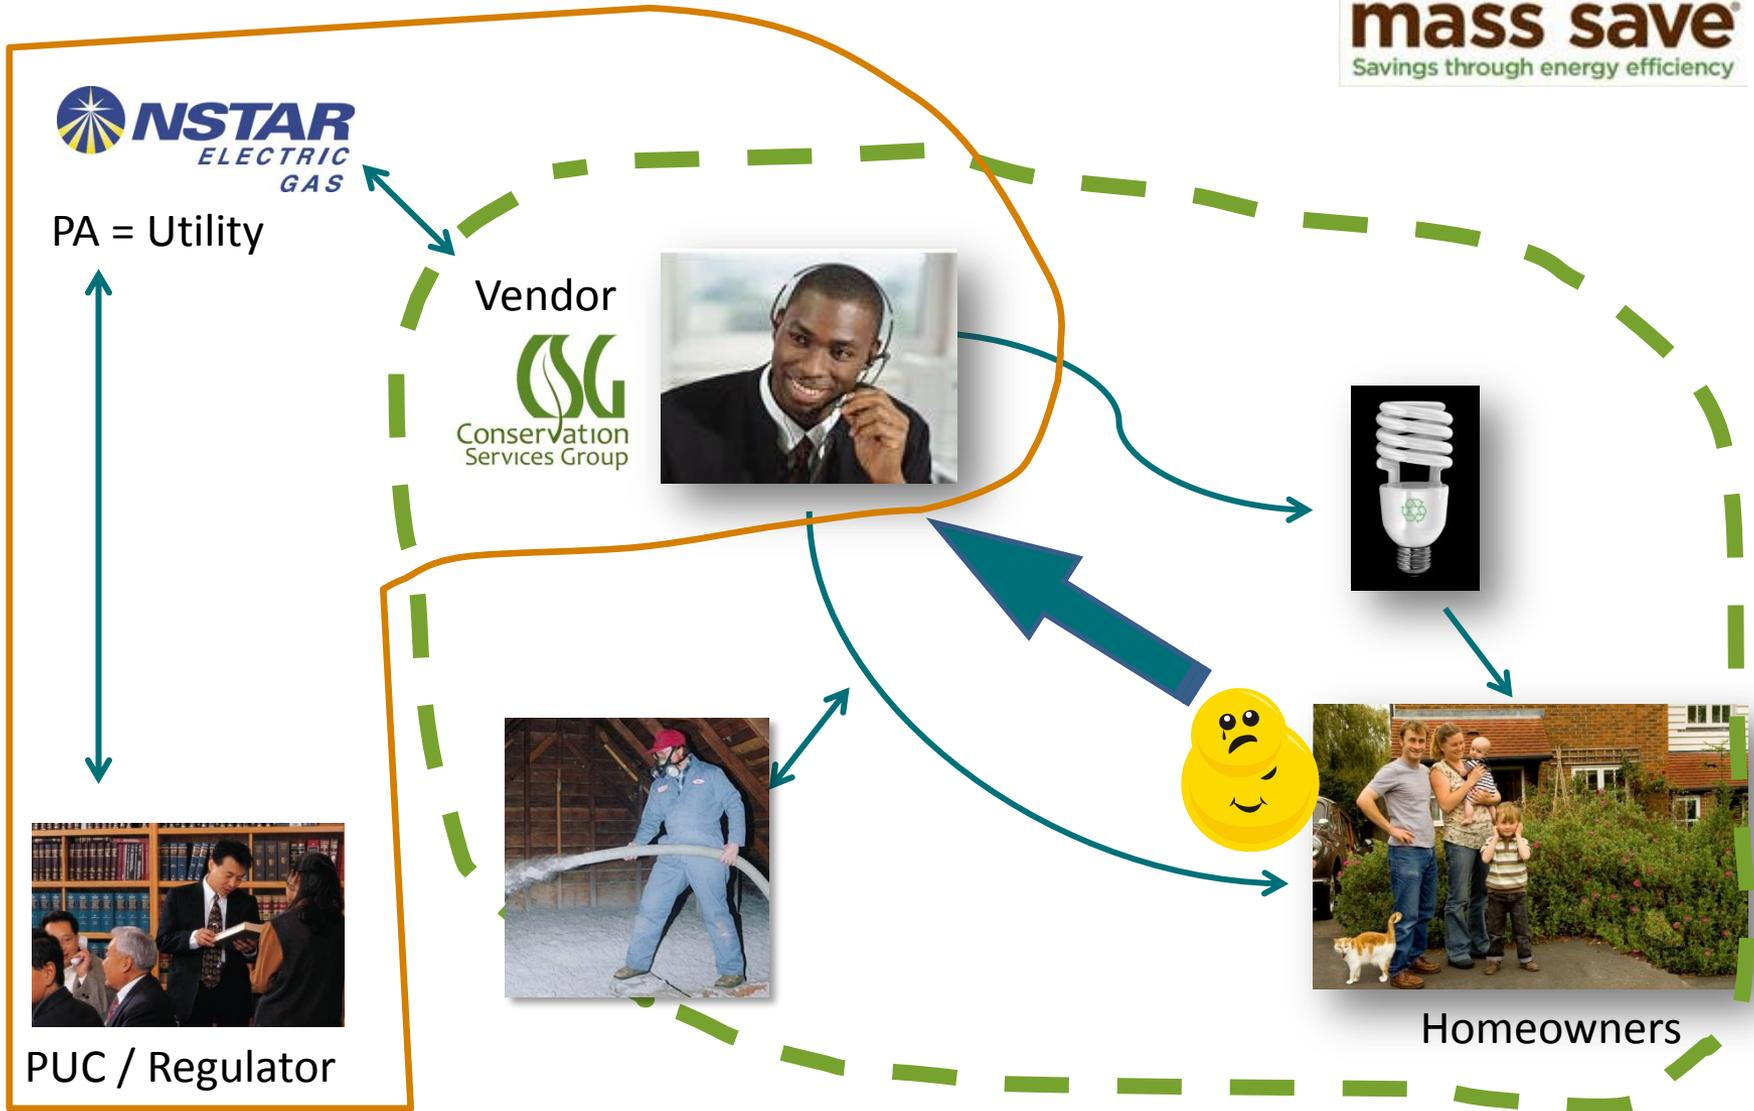 mass save®
Savings through energy efficiency
NSTAR
ELECTRIC
GAS
PA = Utility
Vendor
CSG
Conservation
Services Group
Homeowners
PUC / Regulator